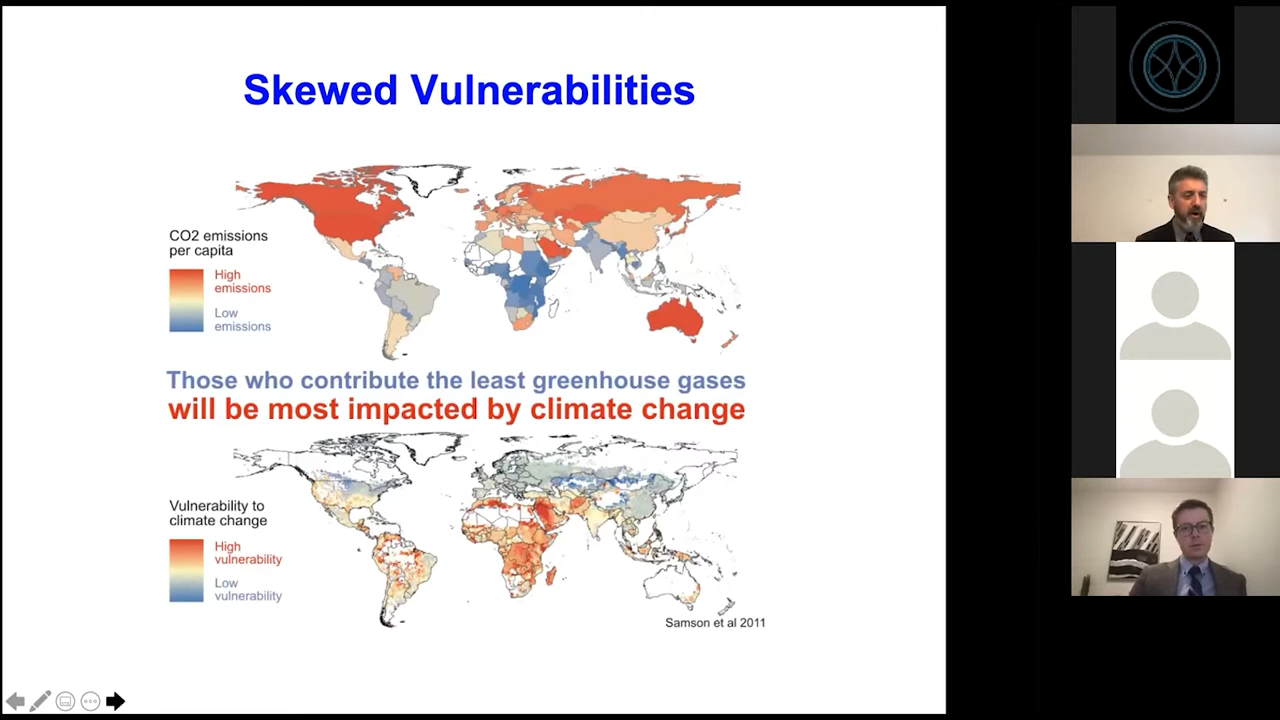 Skewed Vulnerabilities
CO2 emissions
per capita
High
emissions
Low
emissions
Those who contribute the least greenhouse gases
will be most impacted by climate change
Vulnerability to
climate change
High
vulnerability
Low
vulnerability
Samson et al 2011